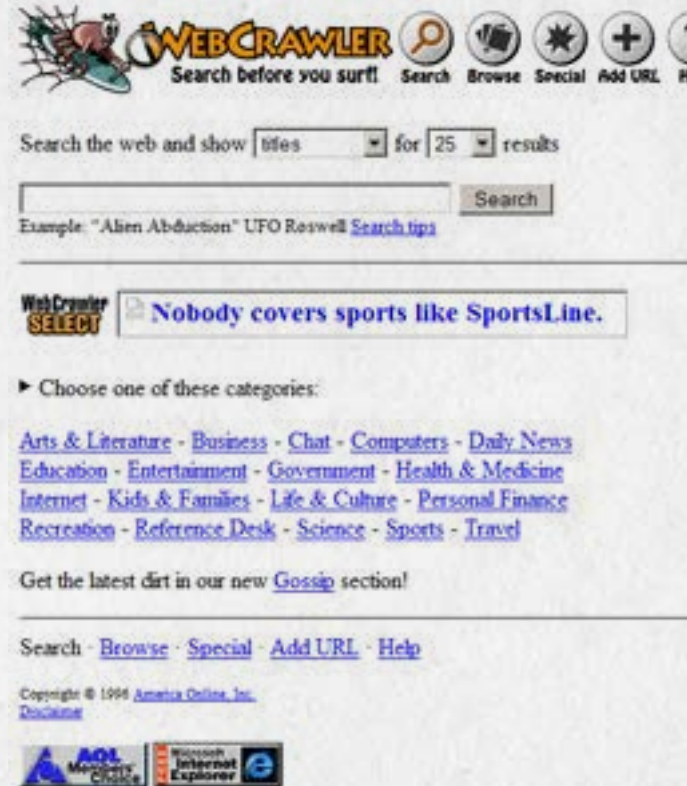 WEBCRAWLER
Search before you surf!
Search Browse Special Add URL
Search the web and show titles for 25 results
Search
Example: "Alien Abduction" UFO Roswell Search tips
WebCrawler
SELECT
Nobody covers sports like SportsLine.
Choose one of these categories:
Arts & Literature - Business - Chat - Computers - Daily News
Education - Entertainment - Government - Health & Medicine
Internet - Kids & Families - Life & Culture - Personal Finance
Recreation - Reference Desk - Science - Sports - Travel
Get the latest dirt in our new Gossip section!
Search · Browse · Special · Add URL · Help
Copyright © 1996 America Online, Inc.
Disclaimer
AOL
Members'
Choice
Microsoft
Internet
Explorer